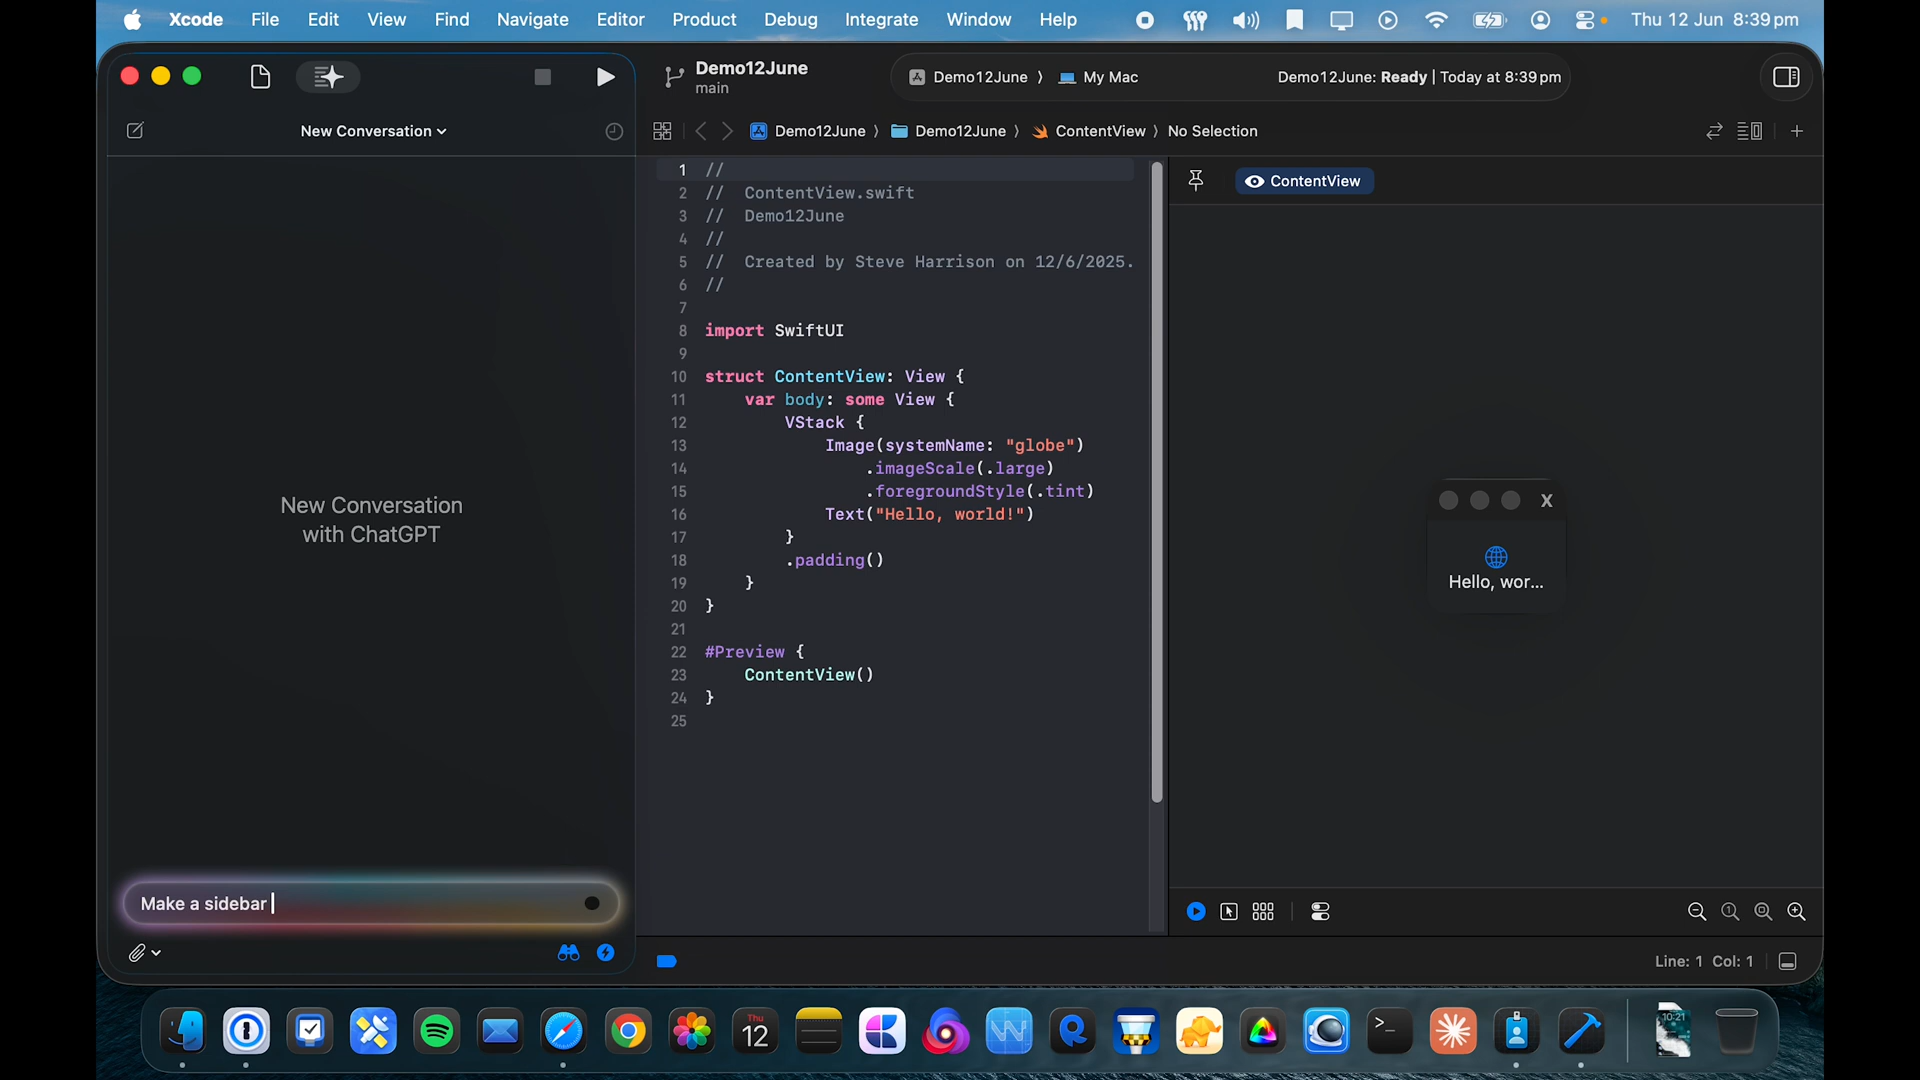 Xcode File Edit View Find Navigate Editor Product Debug Integrate Window Help Thu 12 Jun 8:39 pm
Demo12June
main
Demo12June 〉 My Mac
Demo12June: Ready | Today at 8:39 pm
New Conversation
Demo12June 〉 Demo12June 〉 ContentView 〉 No Selection
New Conversation
with ChatGPT
Make a sidebar
1 //
2 //  ContentView.swift
3 //  Demo12June
4 //
5 //  Created by Steve Harrison on 12/6/2025.
6 //
7
8 import SwiftUI
9
10 struct ContentView: View {
11     var body: some View {
12         VStack {
13             Image(systemName: "globe")
14                 .imageScale(.large)
15                 .foregroundStyle(.tint)
16             Text("Hello, world!")
17         }
18         .padding()
19     }
20 }
21
22 #Preview {
23     ContentView()
24 }
25
ContentView
X
Hello, wor...
Line: 1 Col: 1
Thu
12
10:21